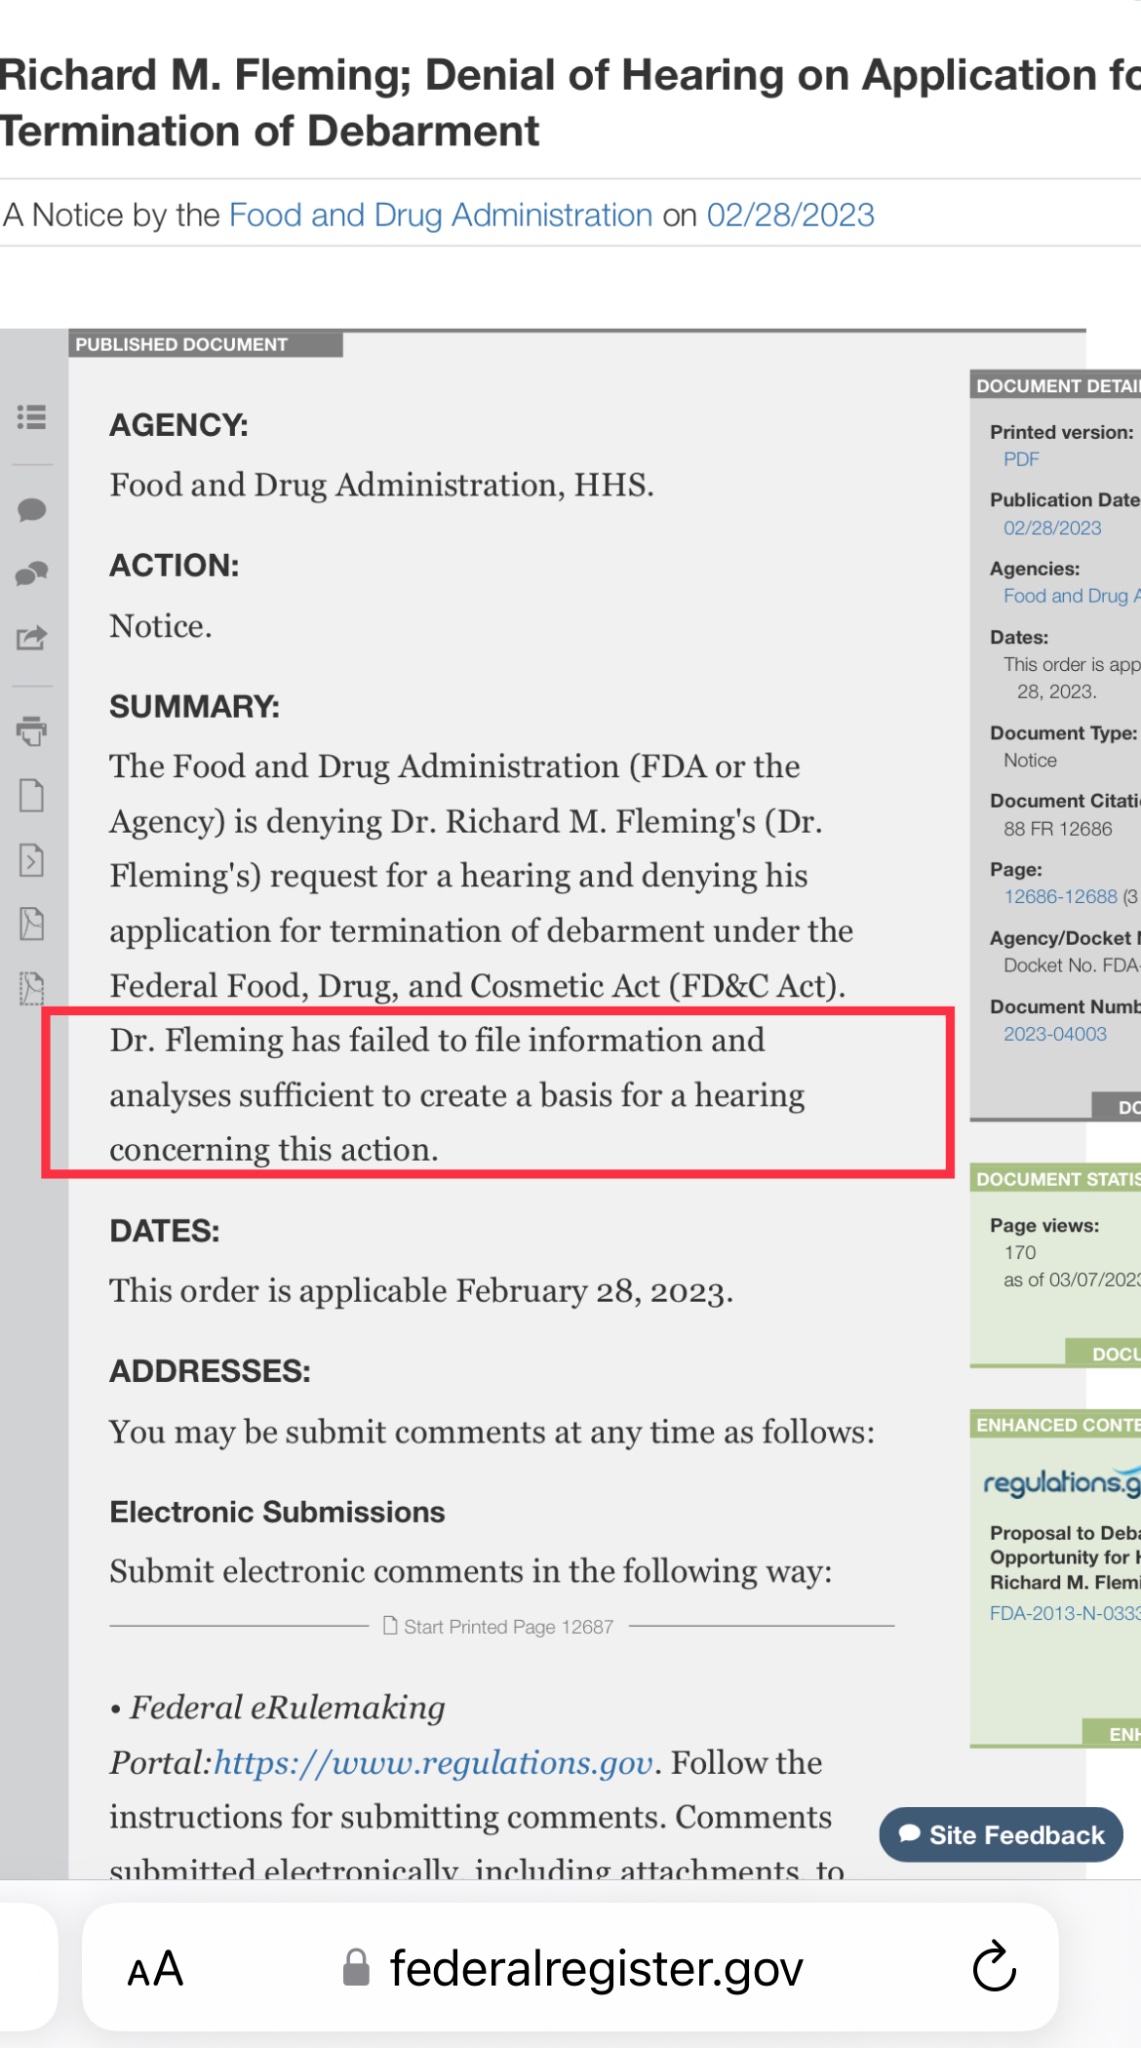 Richard M. Fleming; Denial of Hearing on Application fo
Termination of Debarment
A Notice by the Food and Drug Administration on 02/28/2023
PUBLISHED DOCUMENT
AGENCY:
Food and Drug Administration, HHS.
ACTION:
Notice.
SUMMARY:
The Food and Drug Administration (FDA or the
Agency) is denying Dr. Richard M. Fleming's (Dr.
Fleming's) request for a hearing and denying his
application for termination of debarment under the
Federal Food, Drug, and Cosmetic Act (FD&C Act).
Dr. Fleming has failed to file information and
analyses sufficient to create a basis for a hearing
concerning this action.
DATES:
This order is applicable February 28, 2023.
ADDRESSES:
You may be submit comments at any time as follows:
Electronic Submissions
Submit electronic comments in the following way:
Start Printed Page 12687
• Federal eRulemaking
Portal:https://www.regulations.gov. Follow the
instructions for submitting comments. Comments
submitted electronically, including attachments, to
DOCUMENT DETAI
Printed version:
PDF
Publication Date
02/28/2023
Agencies:
Food and Drug A
Dates:
This order is app
28, 2023.
Document Type:
Notice
Document Citati
88 FR 12686
Page:
12686-12688 (3
Agency/Docket N
Docket No. FDA-
Document Numb
2023-04003
DO
DOCUMENT STATIS
Page views:
170
as of 03/07/2023
DOCU
ENHANCED CONTE
regulations.g
Proposal to Deba
Opportunity for H
Richard M. Flemi
FDA-2013-N-0333
ENH
Site Feedback
AA
federalregister.gov